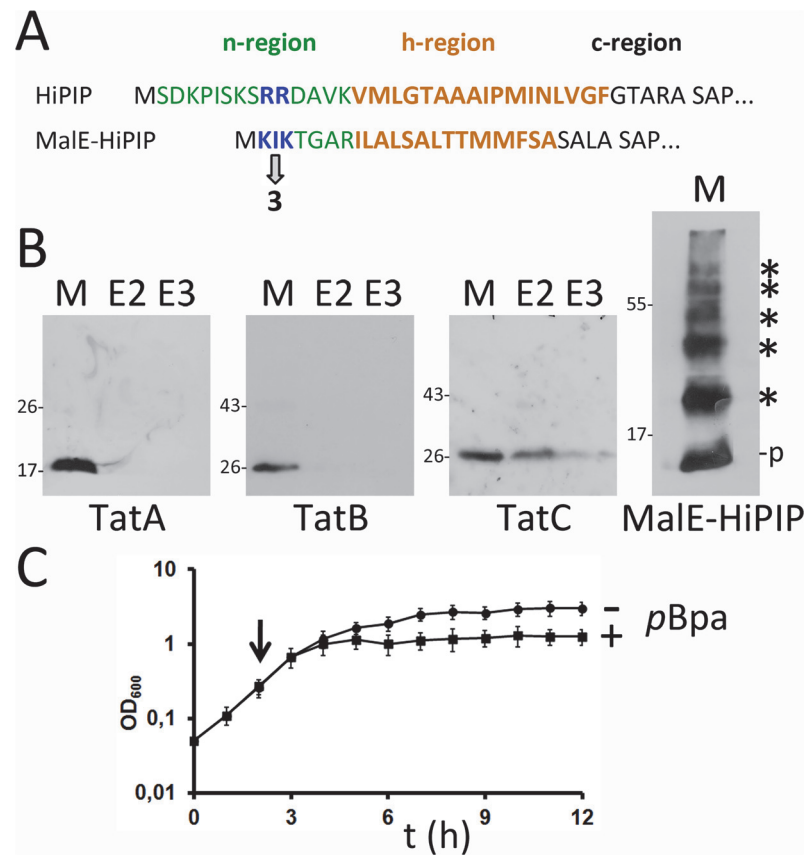 A
n-region h-region c-region
HiPIP MSDKPISKSRRDAVKVMLGTAAAIPMINLVGFGTARA SAP...
MalE-HiPIP MKIKTGARILALSALTTMMFSASALA SAP...
3
B
M E2 E3 M E2 E3 M E2 E3 M
26- 43- 43- 55- *
17- 26- 26- 17- *
*
*
*
-p
TatA TatB TatC MalE-HiPIP
C
10
1
0,1
0,01
OD600
0 3 6 9 12
t (h)
−
+
pBpa